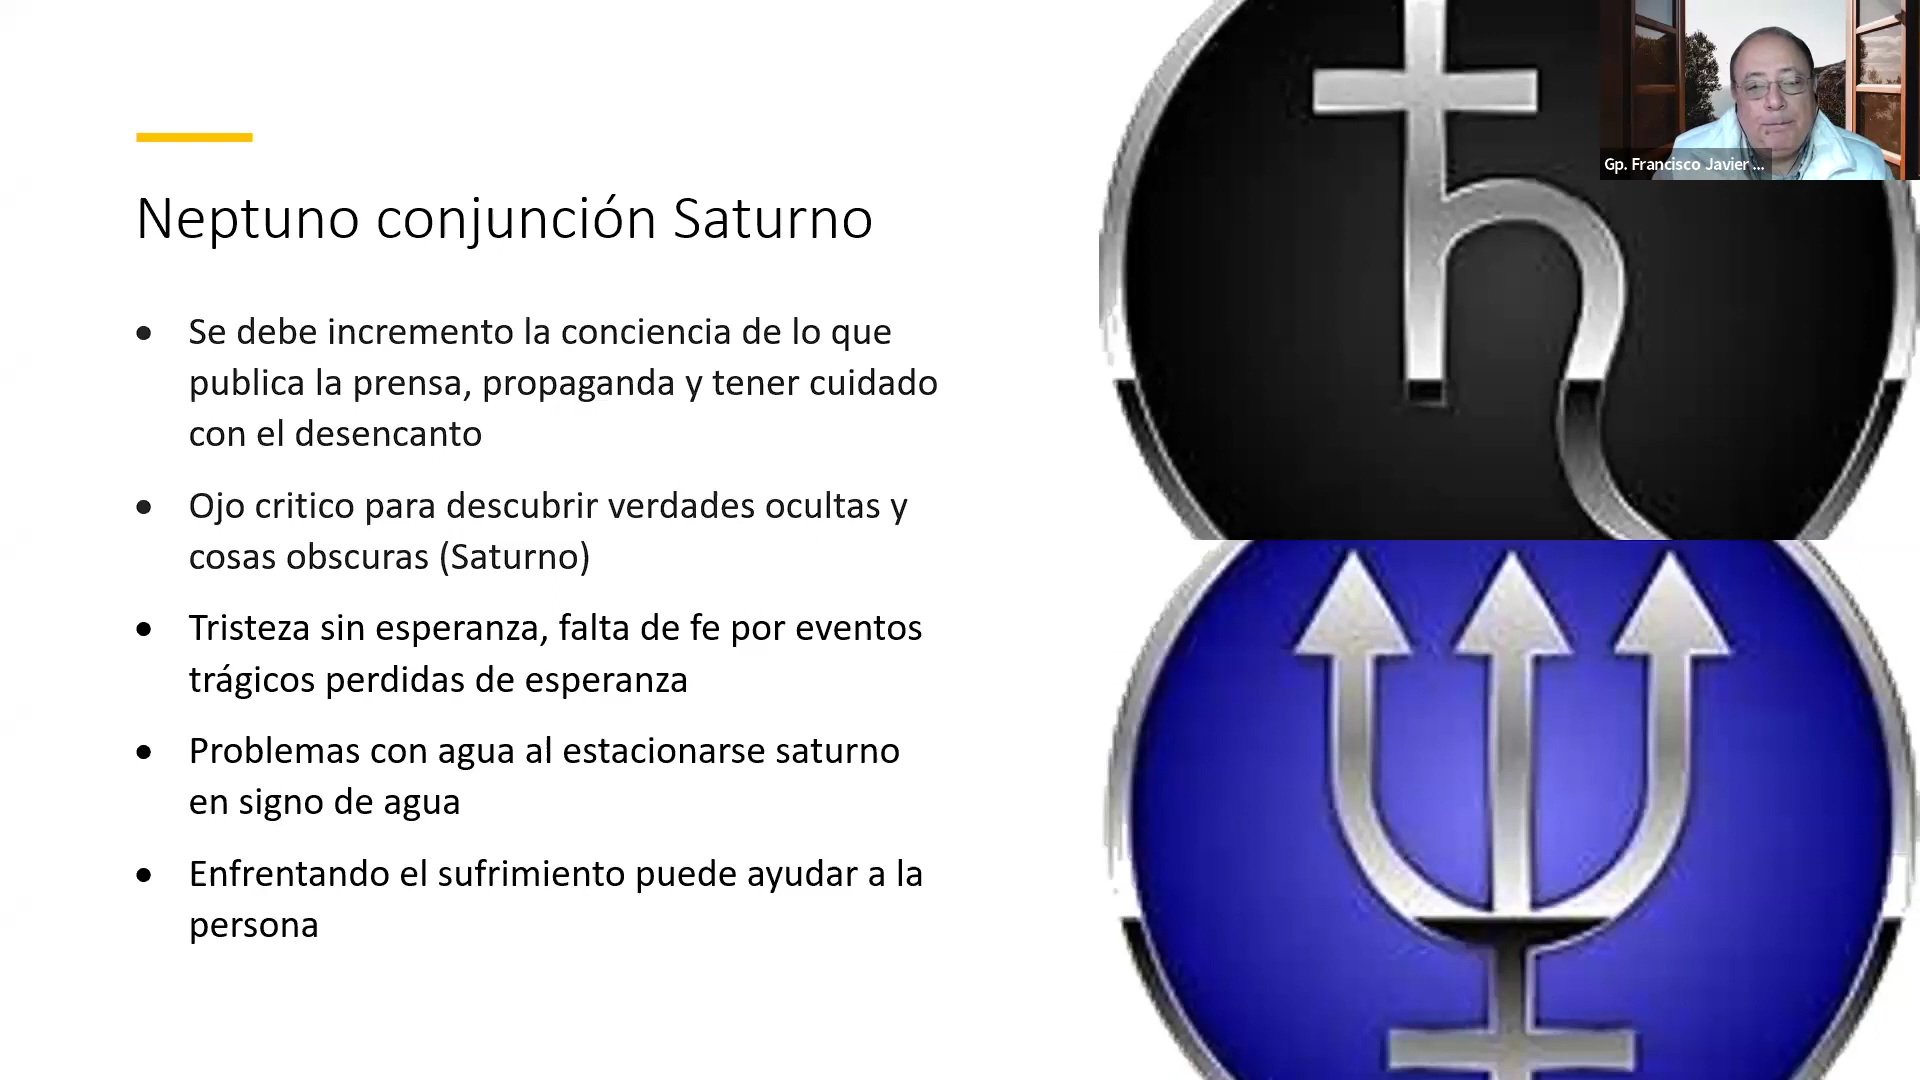 Gp. Francisco Javier ...
Neptuno conjunción Saturno
• Se debe incremento la conciencia de lo que
publica la prensa, propaganda y tener cuidado
con el desencanto
• Ojo critico para descubrir verdades ocultas y
cosas obscuras (Saturno)
• Tristeza sin esperanza, falta de fe por eventos
trágicos perdidas de esperanza
• Problemas con agua al estacionarse saturno
en signo de agua
• Enfrentando el sufrimiento puede ayudar a la
persona